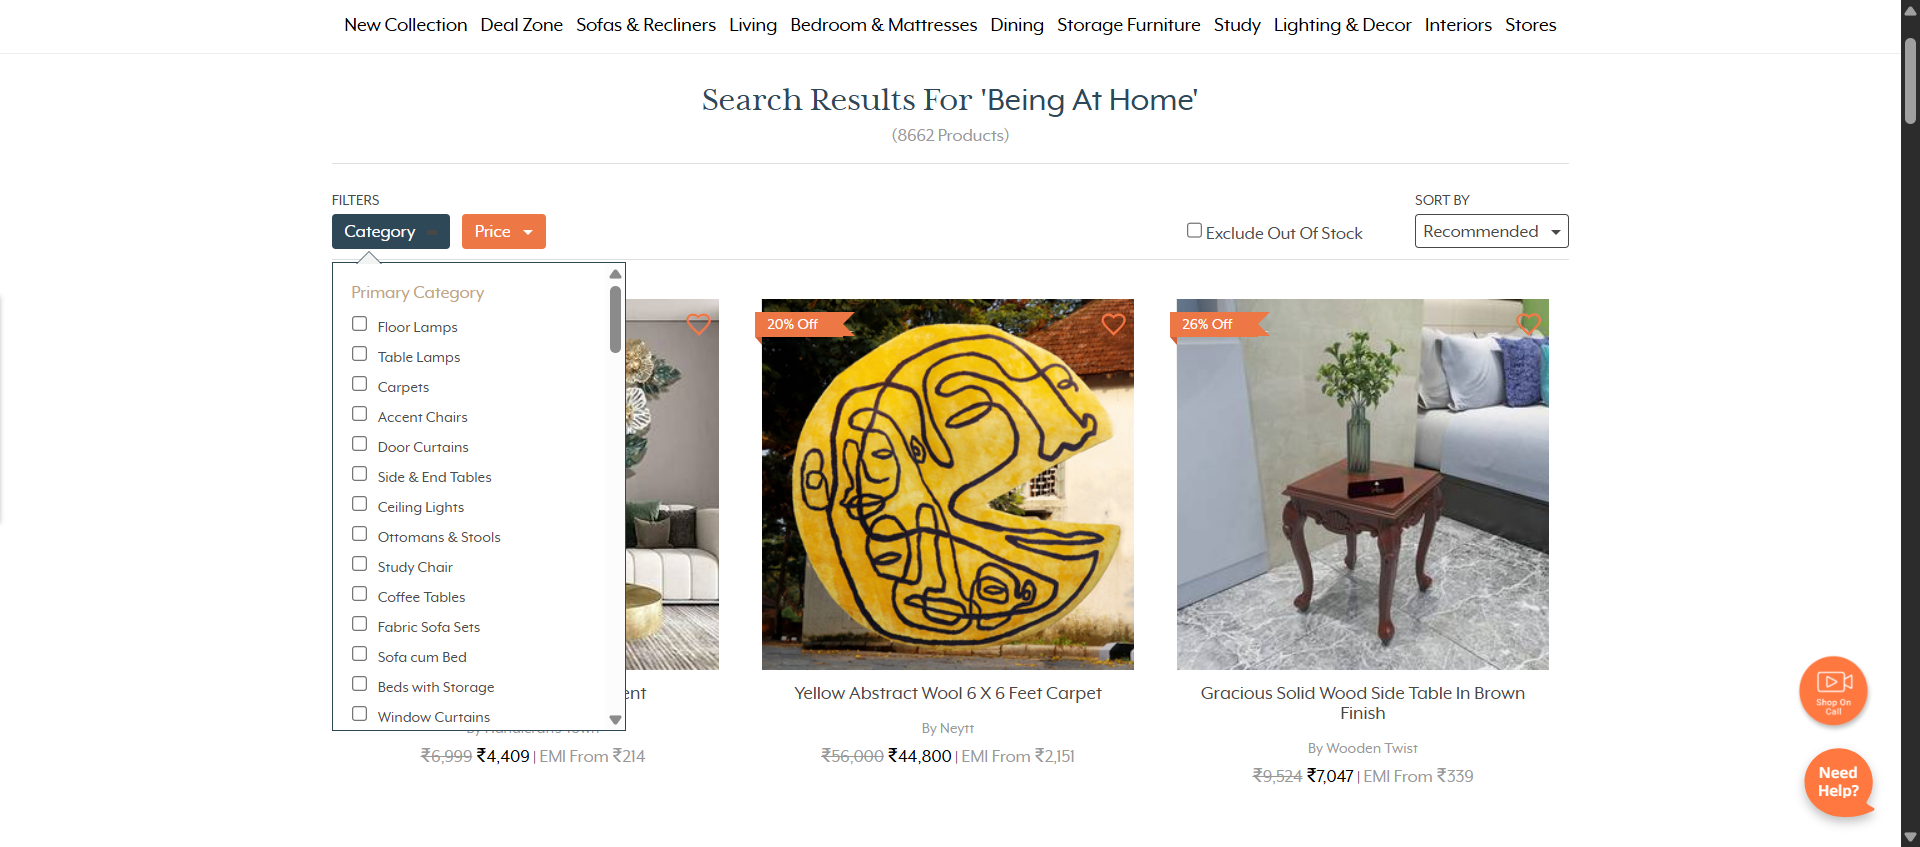 New Collection Deal Zone Sofas & Recliners Living Bedroom & Mattresses Dining Storage Furniture Study Lighting & Decor Interiors Stores
Search Results For 'Being At Home'
(8662 Products)
FILTERS
Category
Price
Exclude Out Of Stock
SORT BY
Recommended
Primary Category
Floor Lamps
Table Lamps
Carpets
Accent Chairs
Door Curtains
Side & End Tables
Ceiling Lights
Ottomans & Stools
Study Chair
Coffee Tables
Fabric Sofa Sets
Sofa cum Bed
Beds with Storage
Window Curtains
₹6,999 ₹4,409 | EMI From ₹214
20% Off
Yellow Abstract Wool 6 X 6 Feet Carpet
By Neytt
₹56,000 ₹44,800 | EMI From ₹2,151
26% Off
Gracious Solid Wood Side Table In Brown
Finish
By Wooden Twist
₹9,524 ₹7,047 | EMI From ₹339
Shop On
Call
Need
Help?